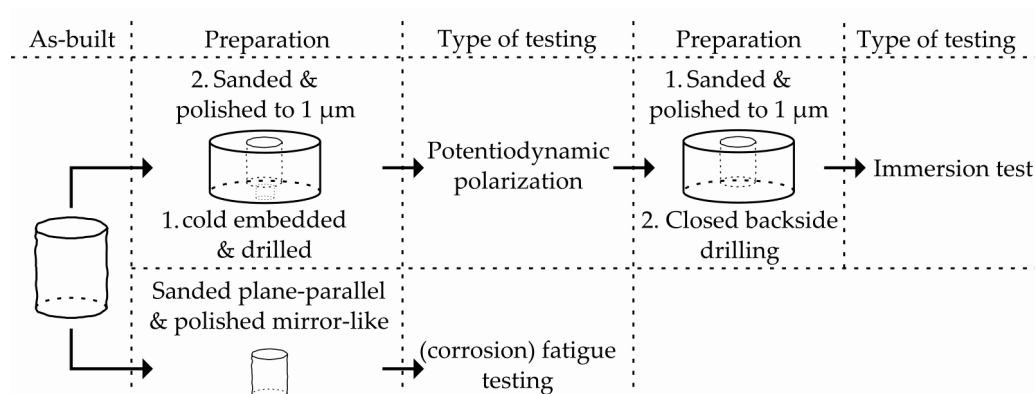 As-built
Preparation
Type of testing
Preparation
Type of testing
2. Sanded &
polished to 1 µm
1. cold embedded
& drilled
Potentiodynamic
polarization
1. Sanded &
polished to 1 µm
2. Closed backside
drilling
Immersion test
Sanded plane-parallel
& polished mirror-like
(corrosion) fatigue
testing